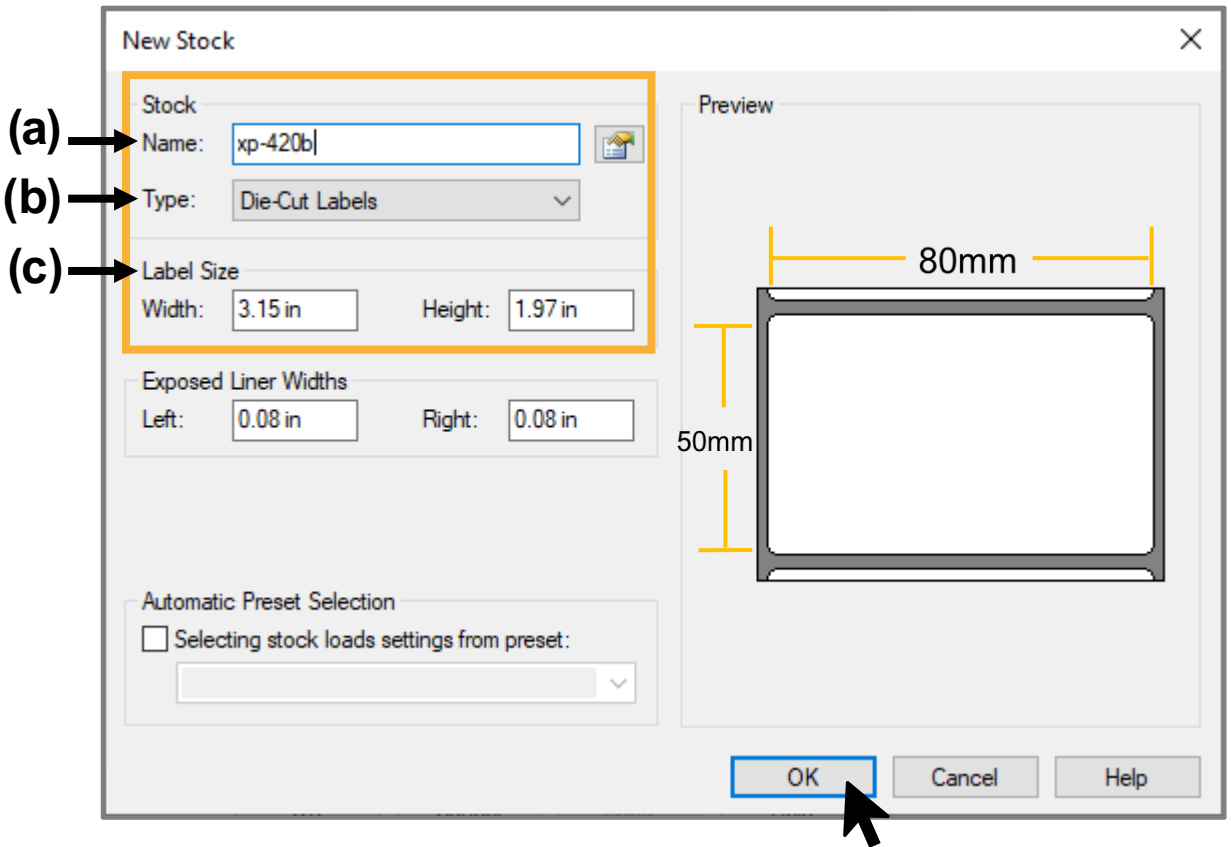 New Stock
Stock
Preview
(a)
Name: xp-420b
(b)
Type: Die-Cut Labels
80mm
(c)
Label Size
Width: 3.15 in Height: 1.97 in
Exposed Liner Widths
Left: 0.08 in Right: 0.08 in
50mm
Automatic Preset Selection
Selecting stock loads settings from preset:
OK Cancel Help